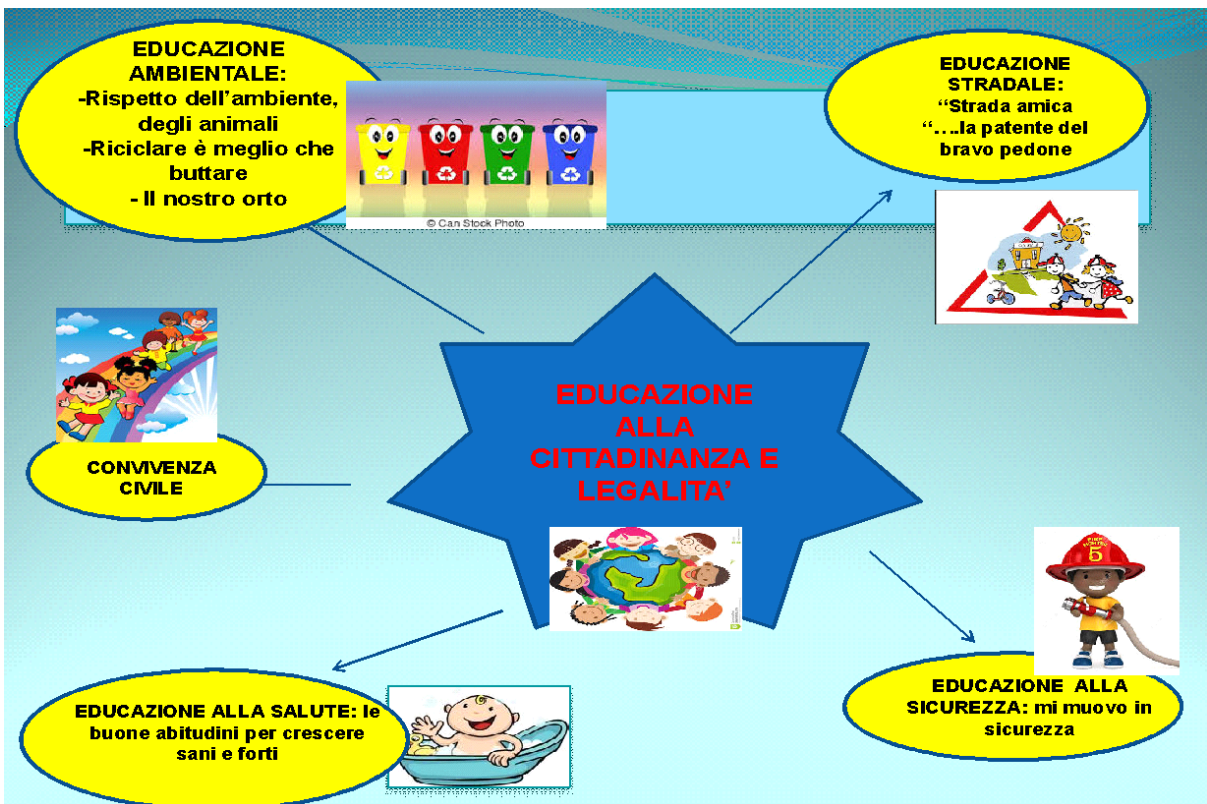 EDUCAZIONE
AMBIENTALE:
-Rispetto dell'ambiente,
degli animali
-Riciclare è meglio che
buttare
- Il nostro orto
© Can Stock Photo
EDUCAZIONE
STRADALE:
“Strada amica
“….la patente del
bravo pedone
EDUCAZIONE
ALLA
CITTADINANZA E
LEGALITA’
CONVIVENZA
CIVILE
5
EDUCAZIONE ALLA SALUTE: le
buone abitudini per crescere
sani e forti
EDUCAZIONE ALLA
SICUREZZA: mi muovo in
sicurezza